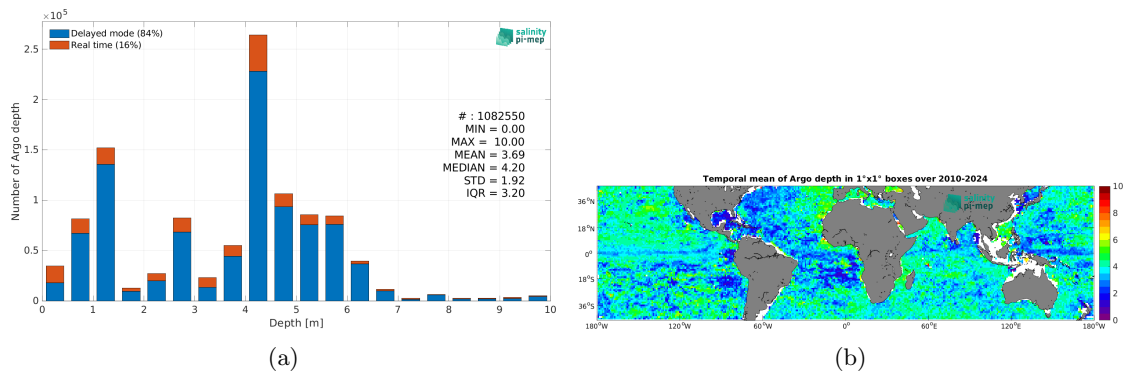 ×10⁵
Delayed mode (84%)
Real time (16%)
salinity
pi-mep
2.5
2
1.5
1
0.5
0
Number of Argo depth
# : 1082550
MIN = 0.00
MAX = 10.00
MEAN = 3.69
MEDIAN = 4.20
STD = 1.92
IQR = 3.20
0 1 2 3 4 5 6 7 8 9 10
Depth [m]
(a)
Temporal mean of Argo depth in 1°x1° boxes over 2010-2024
salinity
pi-mep
36°N
18°N
0°
18°S
36°S
180°W 120°W 60°W 0° 60°E 120°E 180°W
10
8
6
4
2
0
(b)